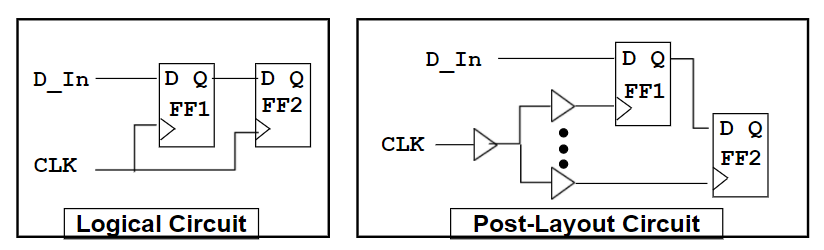 D_In
D Q
FF1
D Q
FF2
CLK
Logical Circuit
D_In
D Q
FF1
CLK
D Q
FF2
Post-Layout Circuit